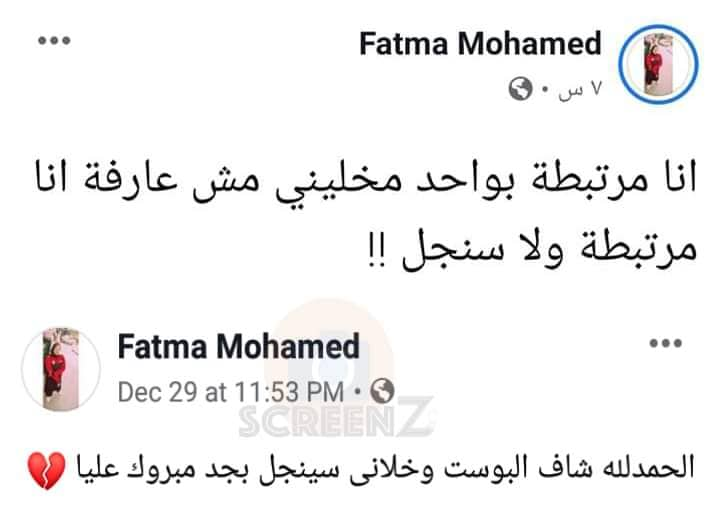 Fatma Mohamed
٧ س
انا مرتبطة بواحد مخليني مش عارفة انا
مرتبطة ولا سنجل !!
Fatma Mohamed
Dec 29 at 11:53 PM
SCREENZ
الحمدلله شاف البوست وخلانى سينجل بجد مبروك عليا 💔